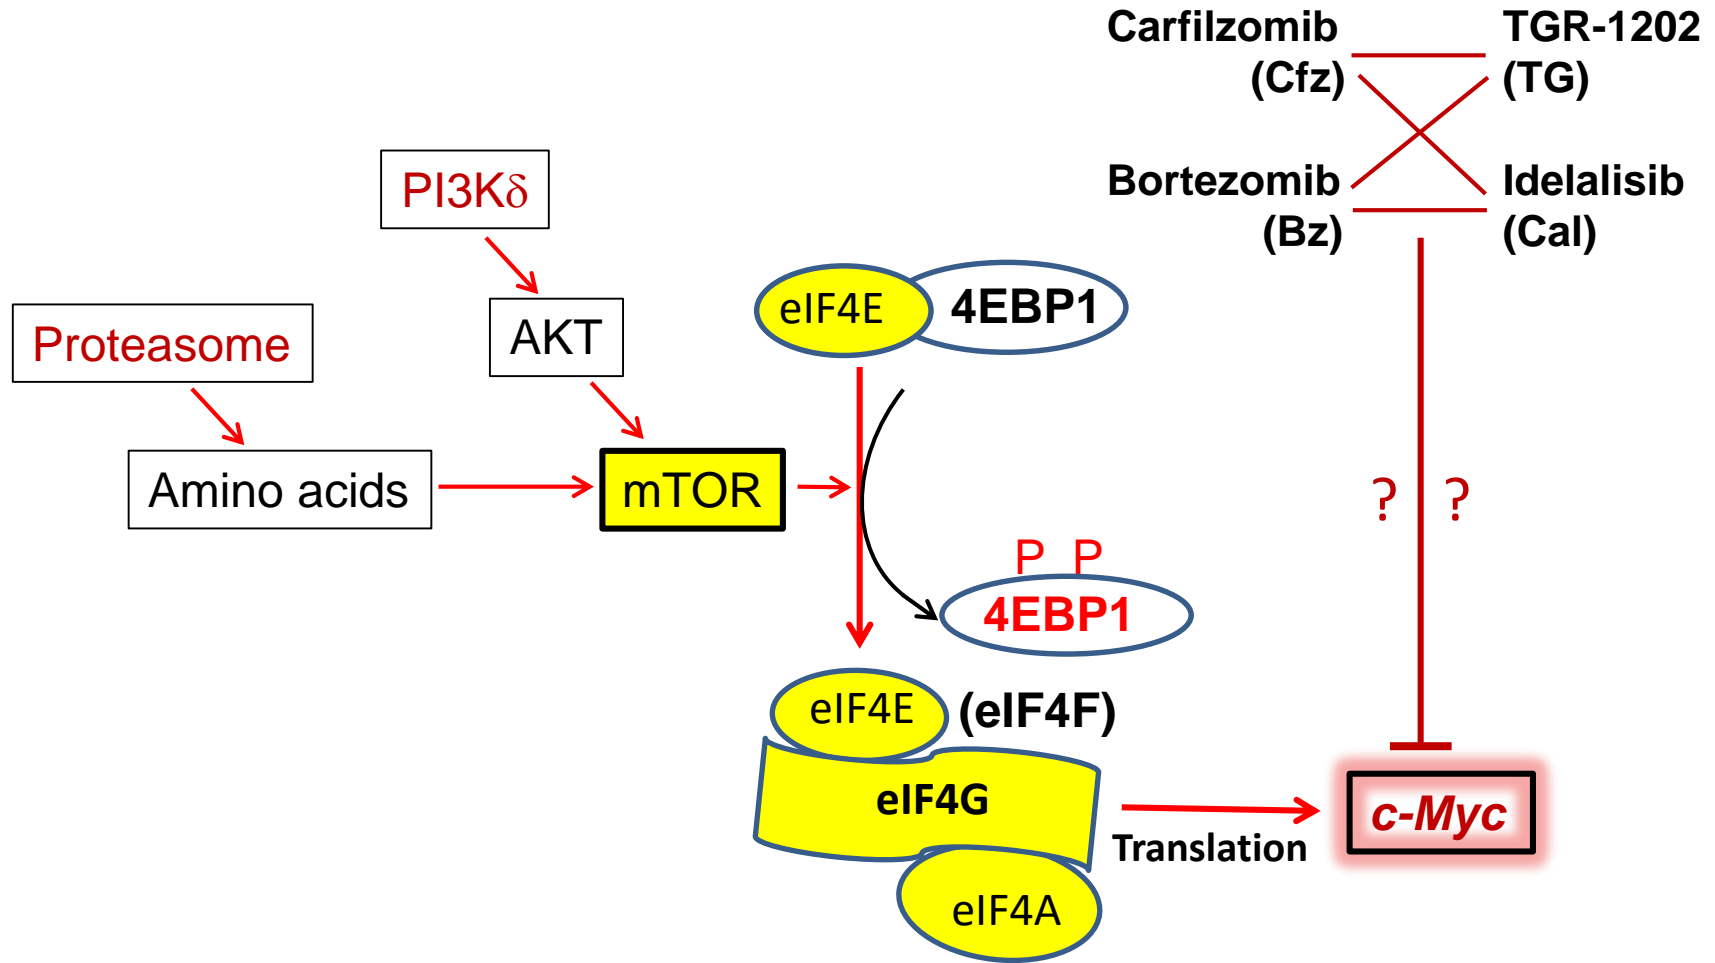 Carfilzomib
(Cfz)
TGR-1202
(TG)
Bortezomib
(Bz)
Idelalisib
(Cal)
PI3Kδ
Proteasome
AKT
eIF4E
4EBP1
Amino acids
mTOR
? ?
P P
4EBP1
eIF4E
(eIF4F)
eIF4G
Translation
c-Myc
eIF4A